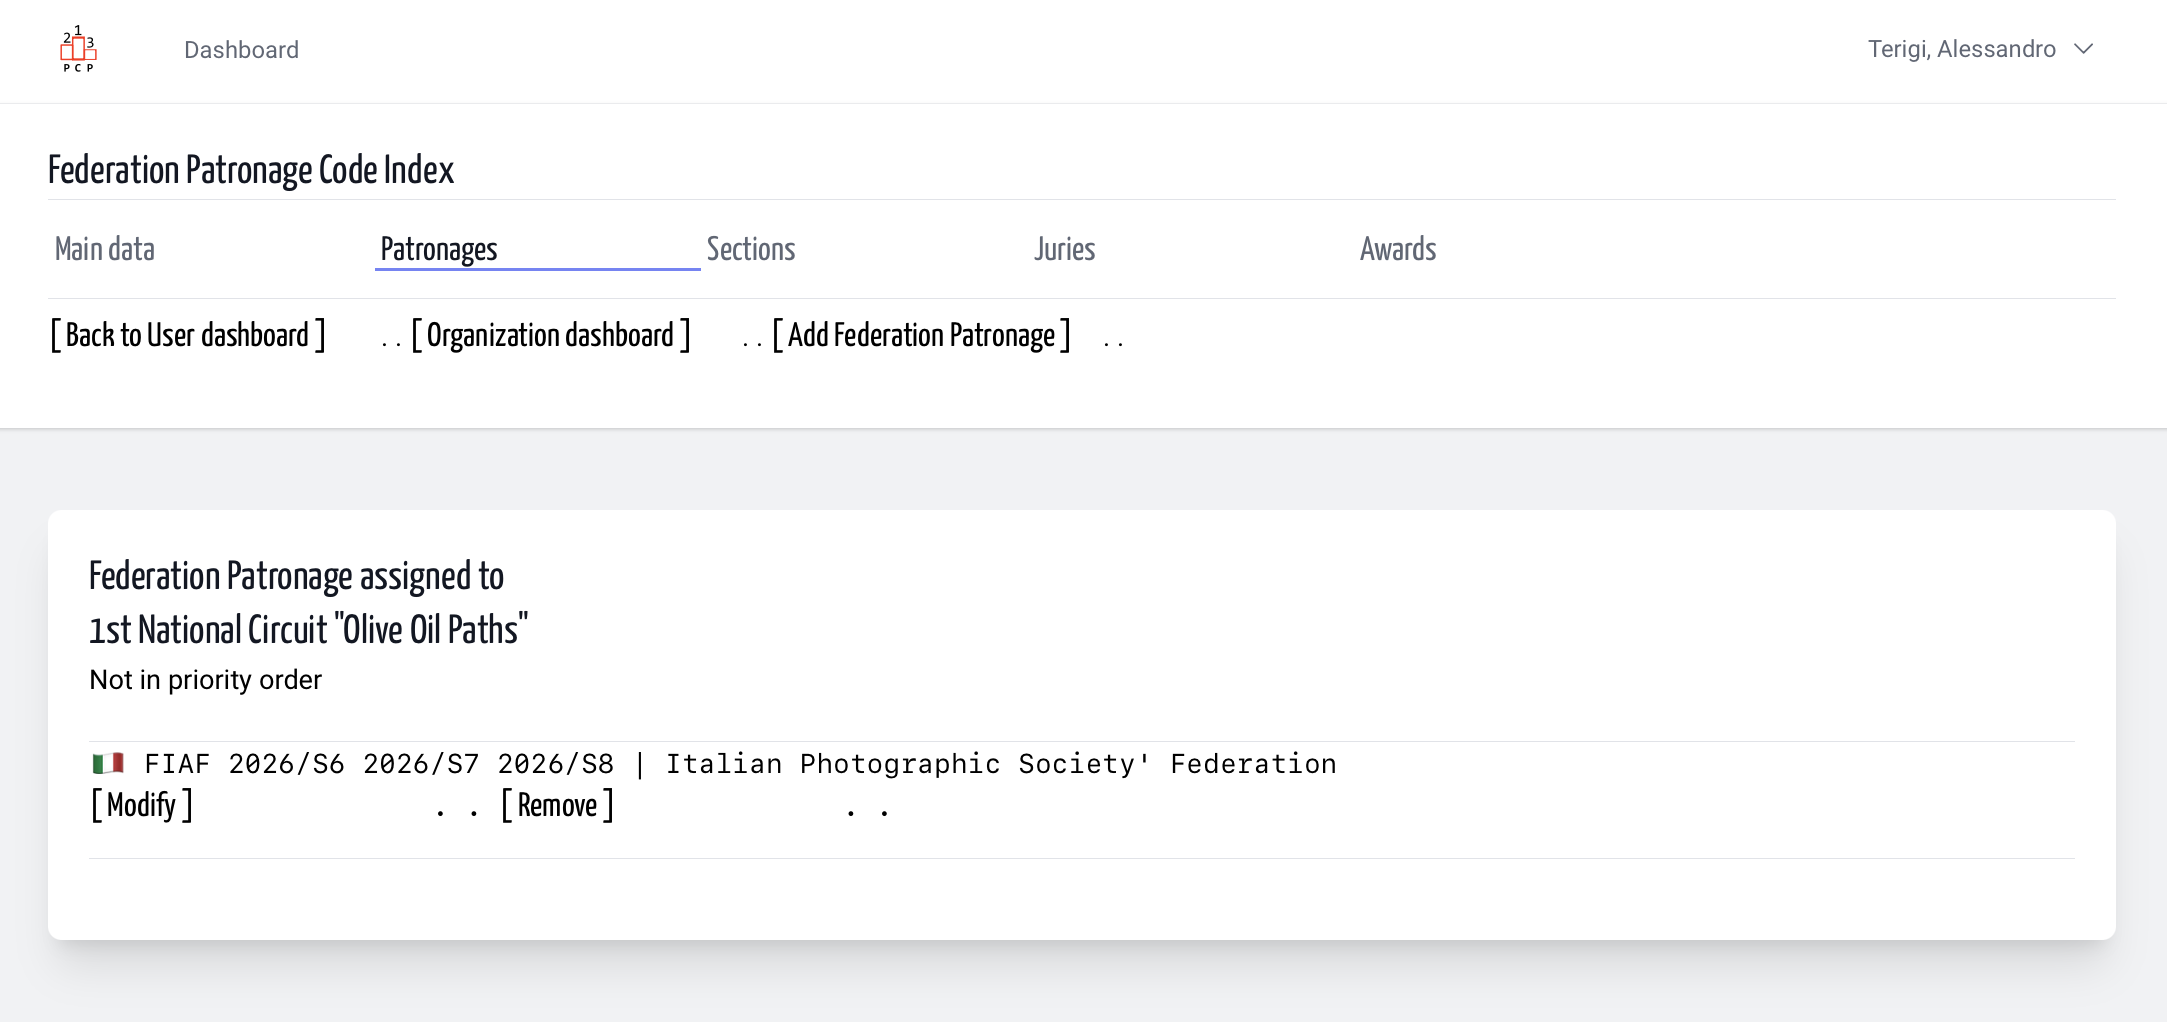 2 1 3
P C P
Dashboard
Terigi, Alessandro
Federation Patronage Code Index
Main data Patronages Sections Juries Awards
[ Back to User dashboard ] . . [ Organization dashboard ] . . [ Add Federation Patronage ] . .
Federation Patronage assigned to
1st National Circuit "Olive Oil Paths"
Not in priority order
🇮🇹 FIAF 2026/S6 2026/S7 2026/S8 | Italian Photographic Society' Federation
[ Modify ] . . [ Remove ] . .